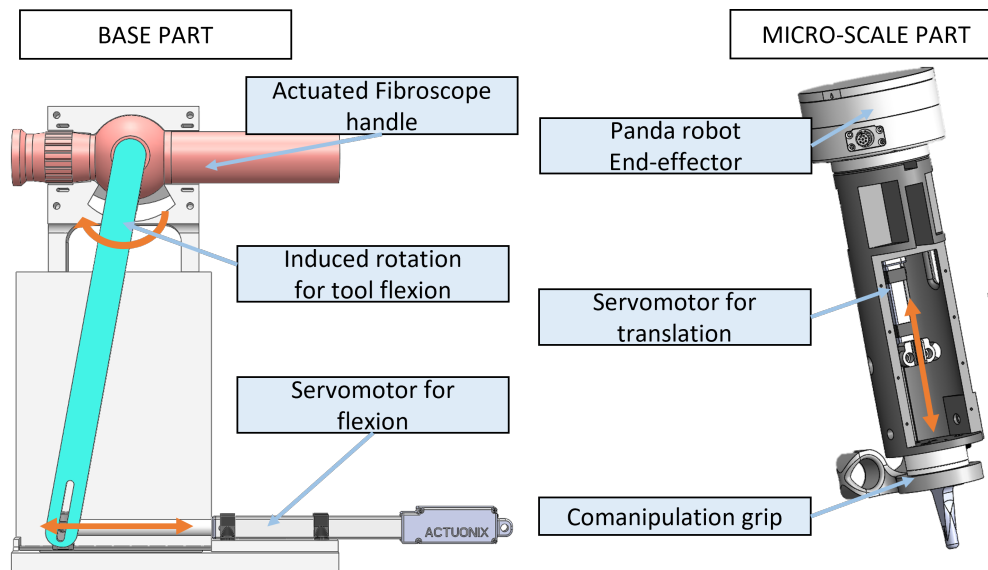 BASE PART
MICRO-SCALE PART
Actuated Fibroscope
handle
Panda robot
End-effector
Induced rotation
for tool flexion
Servomotor for
translation
Servomotor for
flexion
Comanipulation grip
ACTUONIX